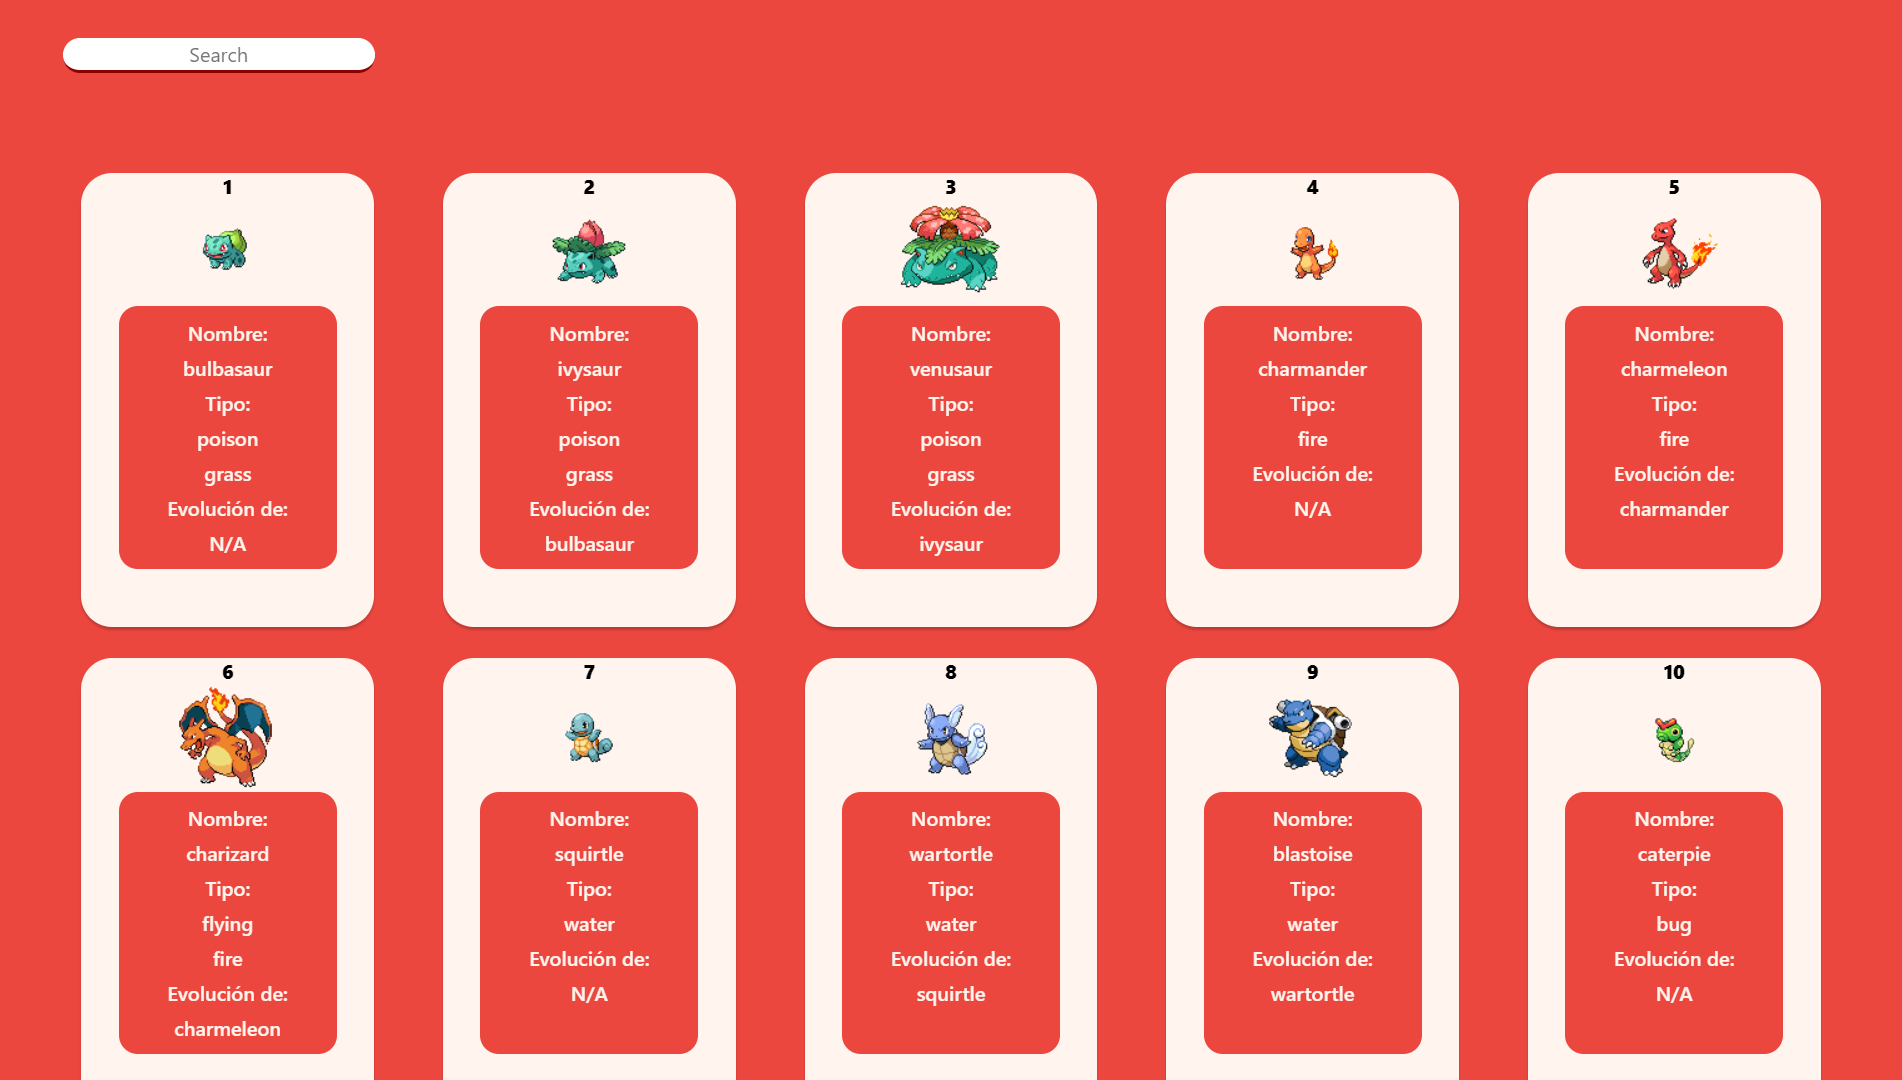 Search
1
Nombre:
bulbasaur
Tipo:
poison
grass
Evolución de:
N/A
2
Nombre:
ivysaur
Tipo:
poison
grass
Evolución de:
bulbasaur
3
Nombre:
venusaur
Tipo:
poison
grass
Evolución de:
ivysaur
4
Nombre:
charmander
Tipo:
fire
Evolución de:
N/A
5
Nombre:
charmeleon
Tipo:
fire
Evolución de:
charmander
6
Nombre:
charizard
Tipo:
flying
fire
Evolución de:
charmeleon
7
Nombre:
squirtle
Tipo:
water
Evolución de:
N/A
8
Nombre:
wartortle
Tipo:
water
Evolución de:
squirtle
9
Nombre:
blastoise
Tipo:
water
Evolución de:
wartortle
10
Nombre:
caterpie
Tipo:
bug
Evolución de:
N/A